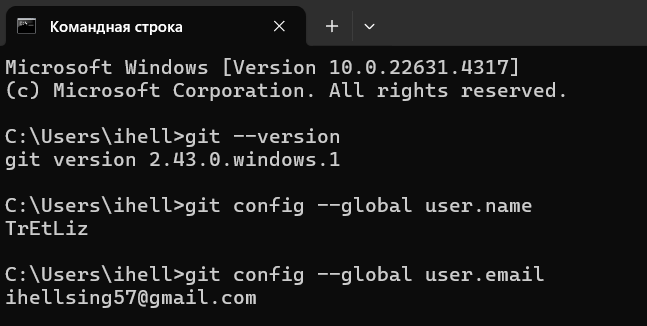 Командная строка
Microsoft Windows [Version 10.0.22631.4317]
(c) Microsoft Corporation. All rights reserved.
C:\Users\ihell>git --version
git version 2.43.0.windows.1
C:\Users\ihell>git config --global user.name
TrEtLiz
C:\Users\ihell>git config --global user.email
ihellsing57@gmail.com